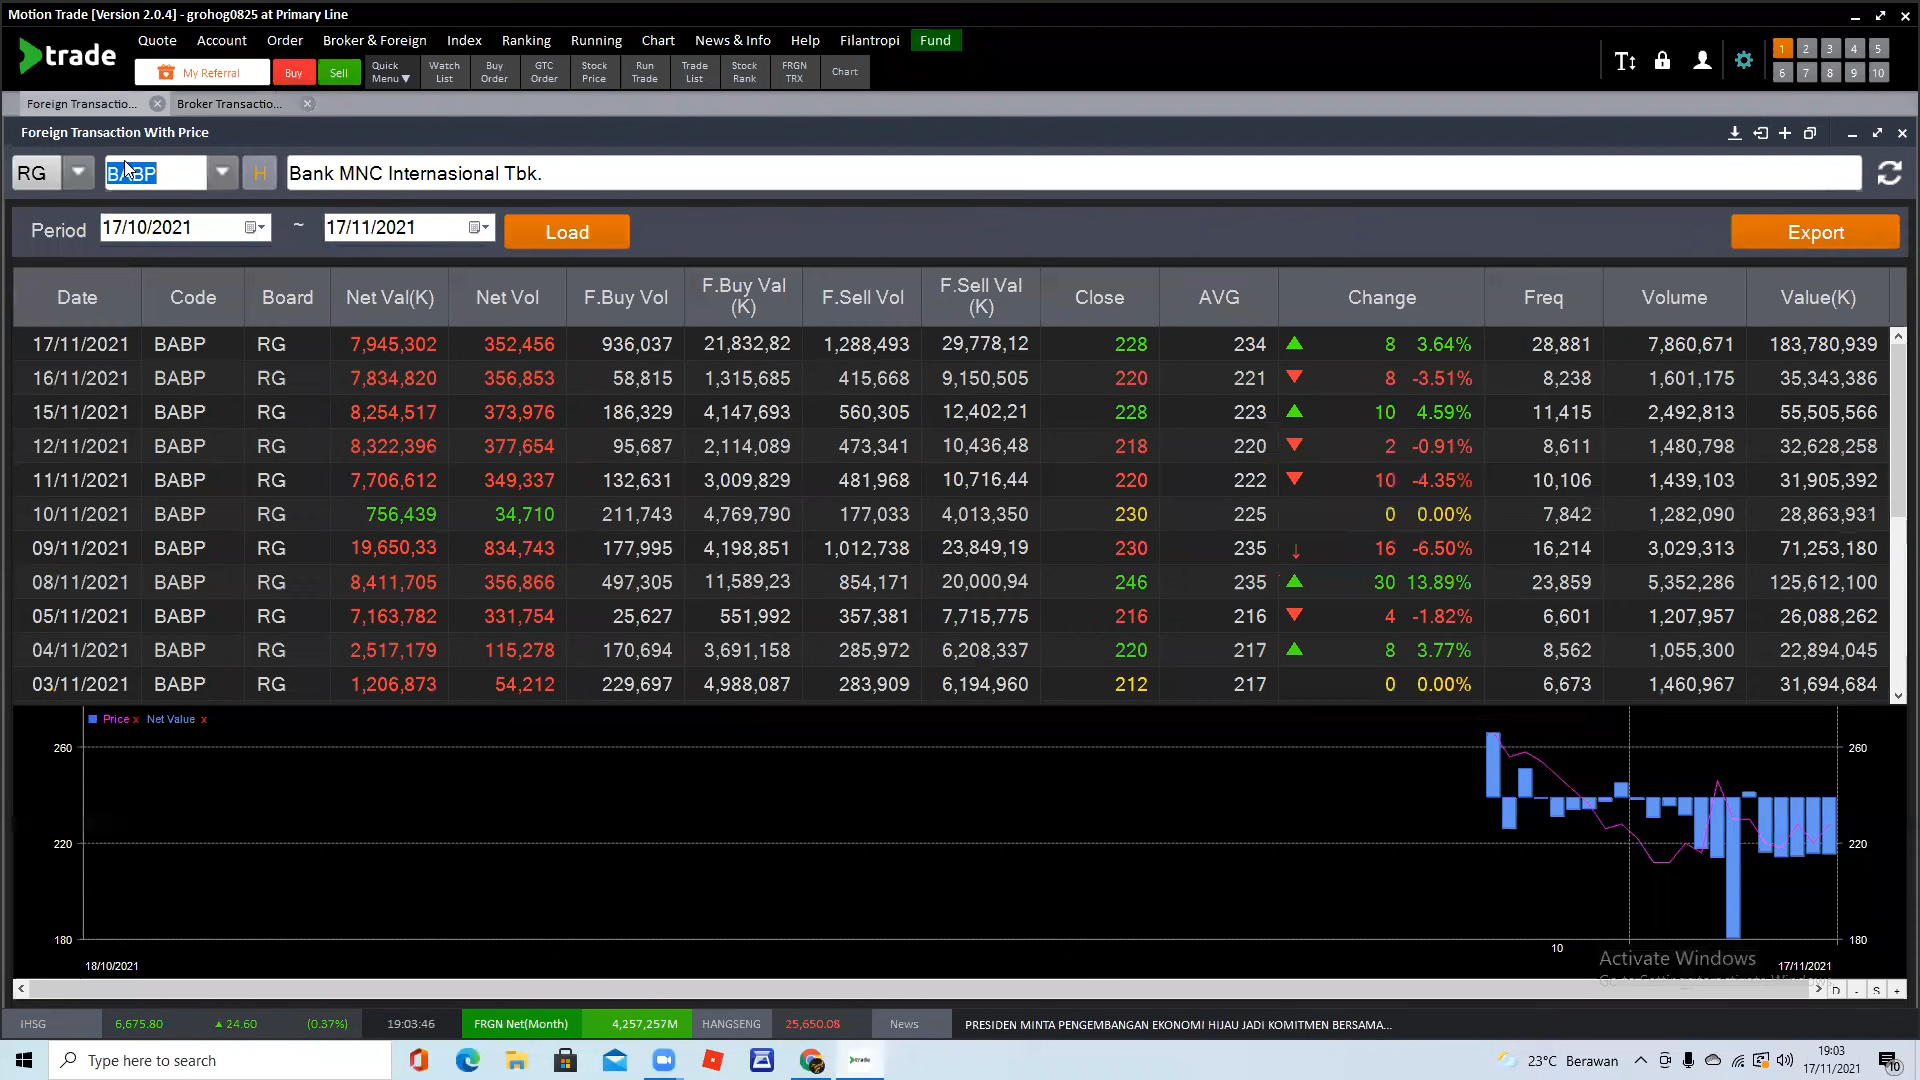 Motion Trade [Version 2.0.4] - grohog0825 at Primary Line
trade
Quote Account Order Broker & Foreign Index Ranking Running Chart News & Info Help Filantropi Fund
My Referral Buy Sell Quick Menu▼ Watch List Buy Order GTC Order Stock Price Run Trade Trade List Stock Rank FRGN TRX Chart
1 2 3 4 5
6 7 8 9 10
Foreign Transactio... Broker Transactio...
Foreign Transaction With Price
RG BABP H Bank MNC Internasional Tbk.
Period 17/10/2021 ~ 17/11/2021 Load Export
Date Code Board Net Val(K) Net Vol F.Buy Vol F.Buy Val (K) F.Sell Vol F.Sell Val (K) Close AVG Change Freq Volume Value(K)
17/11/2021 BABP RG 7,945,302 352,456 936,037 21,832,82 1,288,493 29,778,12 228 234 ▲ 8 3.64% 28,881 7,860,671 183,780,939
16/11/2021 BABP RG 7,834,820 356,853 58,815 1,315,685 415,668 9,150,505 220 221 ▼ 8 -3.51% 8,238 1,601,175 35,343,386
15/11/2021 BABP RG 8,254,517 373,976 186,329 4,147,693 560,305 12,402,21 228 223 ▲ 10 4.59% 11,415 2,492,813 55,505,566
12/11/2021 BABP RG 8,322,396 377,654 95,687 2,114,089 473,341 10,436,48 218 220 ▼ 2 -0.91% 8,611 1,480,798 32,628,258
11/11/2021 BABP RG 7,706,612 349,337 132,631 3,009,829 481,968 10,716,44 220 222 ▼ 10 -4.35% 10,106 1,439,103 31,905,392
10/11/2021 BABP RG 756,439 34,710 211,743 4,769,790 177,033 4,013,350 230 225 0 0.00% 7,842 1,282,090 28,863,931
09/11/2021 BABP RG 19,650,33 834,743 177,995 4,198,851 1,012,738 23,849,19 230 235 ↓ 16 -6.50% 16,214 3,029,313 71,253,180
08/11/2021 BABP RG 8,411,705 356,866 497,305 11,589,23 854,171 20,000,94 246 235 ▲ 30 13.89% 23,859 5,352,286 125,612,100
05/11/2021 BABP RG 7,163,782 331,754 25,627 551,992 357,381 7,715,775 216 216 ▼ 4 -1.82% 6,601 1,207,957 26,088,262
04/11/2021 BABP RG 2,517,179 115,278 170,694 3,691,158 285,972 6,208,337 220 217 ▲ 8 3.77% 8,562 1,055,300 22,894,045
03/11/2021 BABP RG 1,206,873 54,212 229,697 4,988,087 283,909 6,194,960 212 217 0 0.00% 6,673 1,460,967 31,694,684
Price x Net Value x
260 260
220 220
180 180
10
18/10/2021 17/11/2021
Activate Windows
D - S +
IHSG 6,675.80 ▲ 24.60 (0.37%) 19:03:46 FRGN Net(Month) 4,257,257M HANGSENG 25,650.08 News PRESIDEN MINTA PENGEMBANGAN EKONOMI HIJAU JADI KOMITMEN BERSAMA...
Type here to search
trade
23°C Berawan
19:03
17/11/2021
10